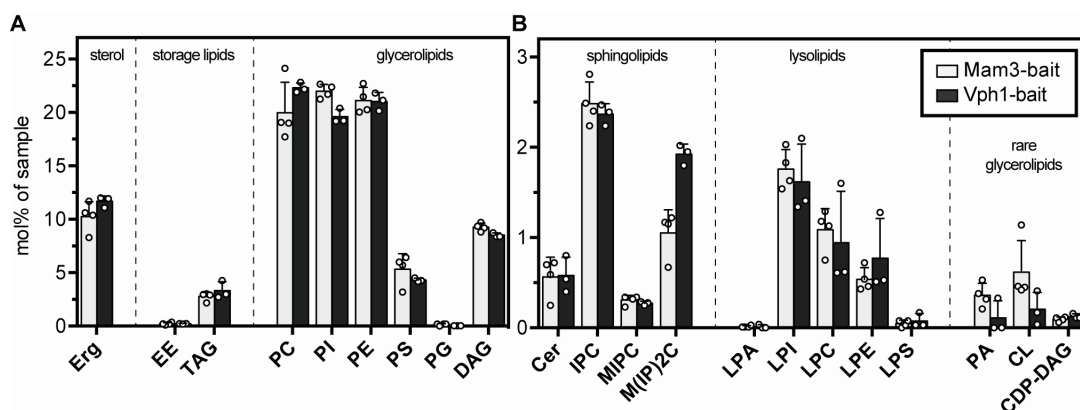 A
sterol
storage lipids
glycerolipids
mol% of sample
25
20
15
10
5
0
Erg
EE
TAG
PC
PI
PE
PS
PG
DAG
B
sphingolipids
lysolipids
Mam3-bait
Vph1-bait
rare
glycerolipids
3
2
1
0
Cer
IPC
MIPC
M(IP)2C
LPA
LPI
LPC
LPE
LPS
PA
CL
CDP-DAG